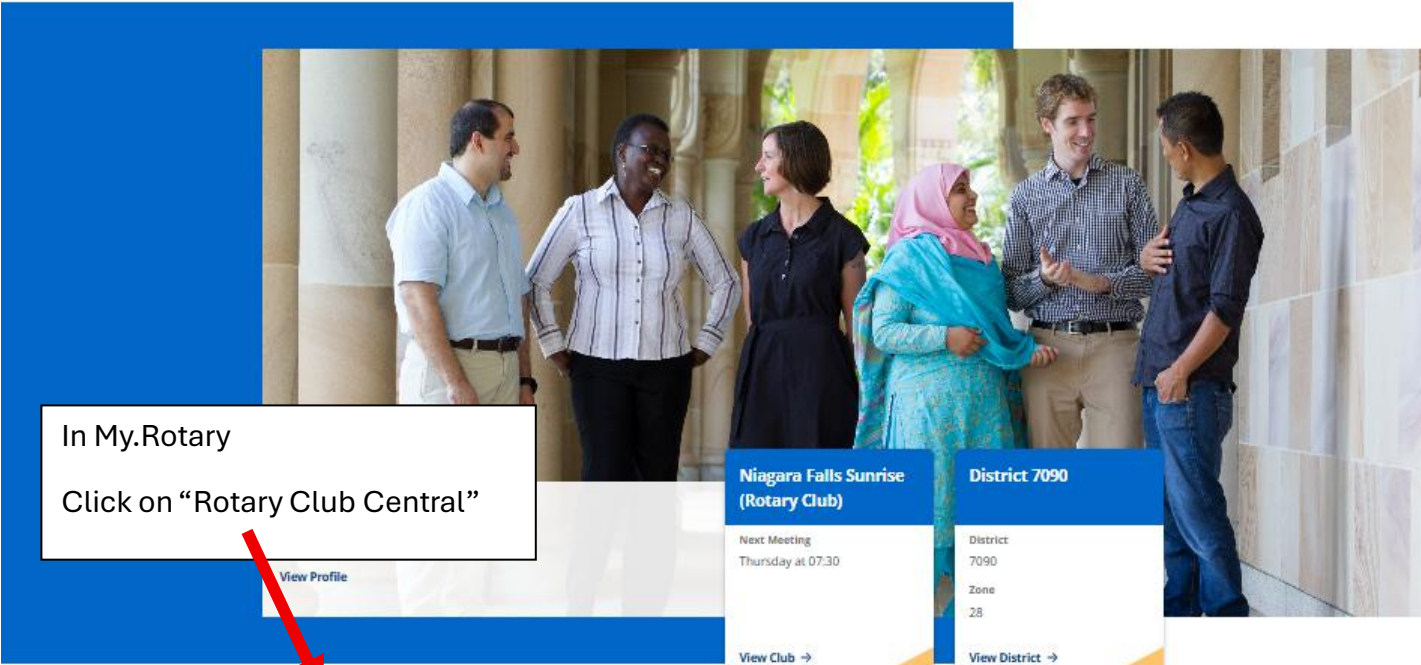 In My.Rotary
Click on “Rotary Club Central”
View Profile
Niagara Falls Sunrise
(Rotary Club)
Next Meeting
Thursday at 07:30
View Club →
District 7090
District
7090
Zone
28
View District →